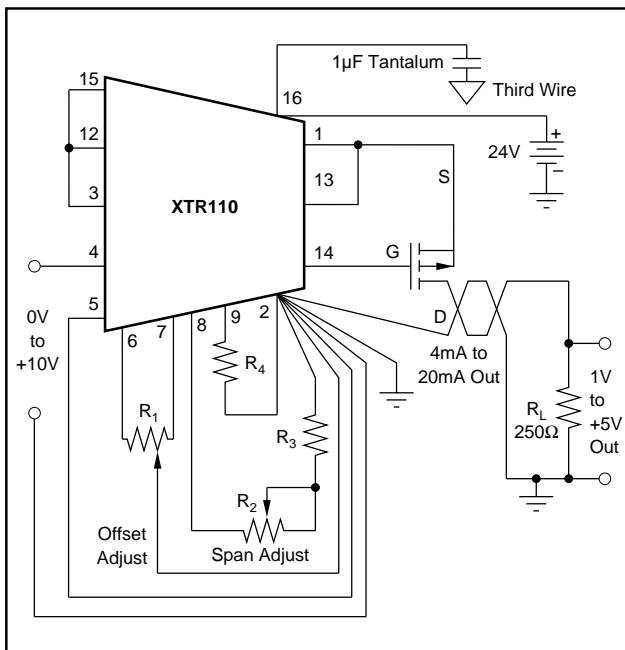 15
12
3
4
5
XTR110
16
1
13
14
1µF Tantalum
Third Wire
24V
+
–
S
G
D
4mA to
20mA Out
RL
250Ω
1V
to
+5V
Out
0V
to
+10V
6
7
8
9
2
R1
R4
R3
R2
Offset
Adjust
Span Adjust